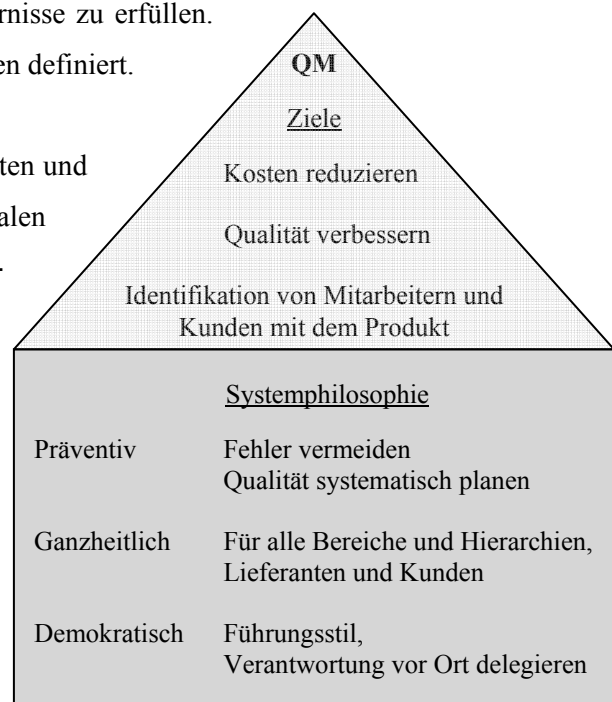 rnisse zu erfüllen.
en definiert.
ten und
alen
.
QM
Ziele
Kosten reduzieren
Qualität verbessern
Identifikation von Mitarbeitern und
Kunden mit dem Produkt
Systemphilosophie
Präventiv Fehler vermeiden
Qualität systematisch planen
Ganzheitlich Für alle Bereiche und Hierarchien,
Lieferanten und Kunden
Demokratisch Führungsstil,
Verantwortung vor Ort delegieren